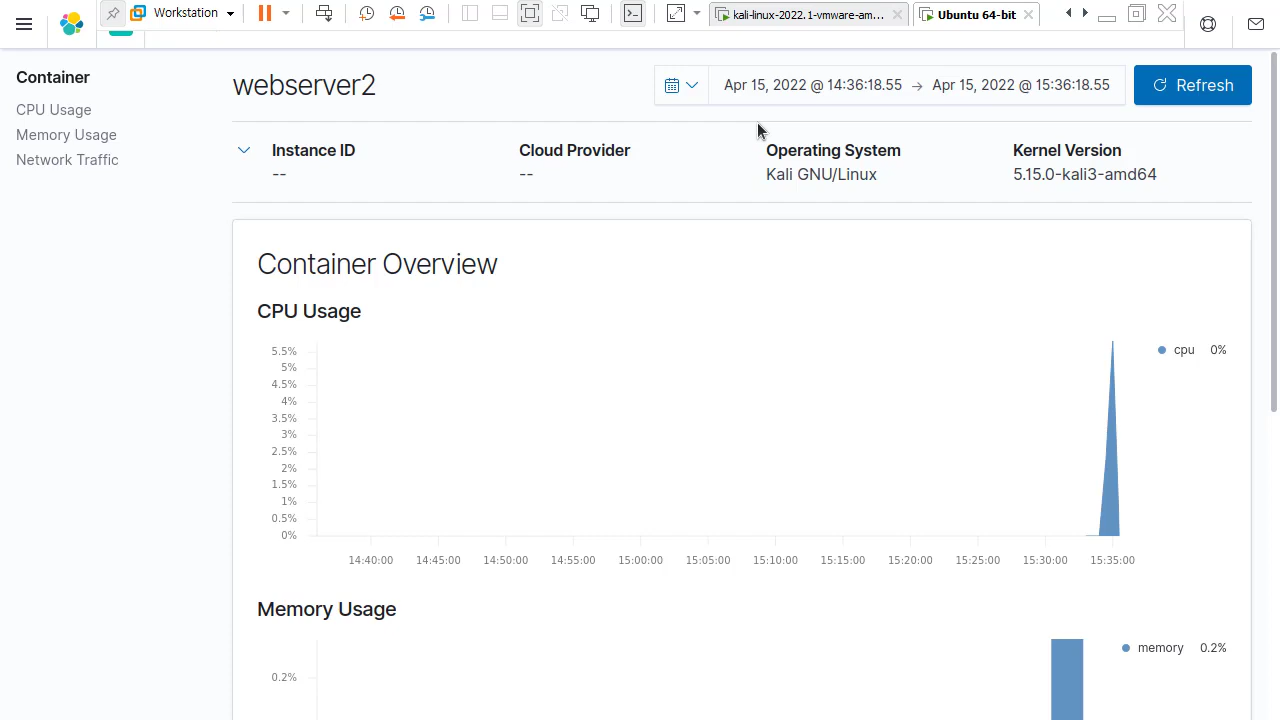 Workstation
kali-linux-2022.1-vmware-am...
Ubuntu 64-bit
Container
CPU Usage
Memory Usage
Network Traffic
webserver2
Apr 15, 2022 @ 14:36:18.55 → Apr 15, 2022 @ 15:36:18.55
Refresh
Instance ID
--
Cloud Provider
--
Operating System
Kali GNU/Linux
Kernel Version
5.15.0-kali3-amd64
Container Overview
CPU Usage
5.5%
5%
4.5%
4%
3.5%
3%
2.5%
2%
1.5%
1%
0.5%
0%
14:40:00 14:45:00 14:50:00 14:55:00 15:00:00 15:05:00 15:10:00 15:15:00 15:20:00 15:25:00 15:30:00 15:35:00
cpu 0%
Memory Usage
0.2%
memory 0.2%